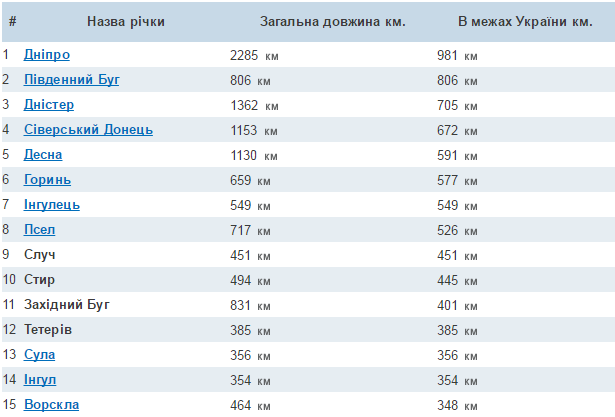 # Назва річки Загальна довжина км. В межах України км.
1 Дніпро 2285 км 981 км
2 Південний Буг 806 км 806 км
3 Дністер 1362 км 705 км
4 Сіверський Донець 1153 км 672 км
5 Десна 1130 км 591 км
6 Горинь 659 км 577 км
7 Інгулець 549 км 549 км
8 Псел 717 км 526 км
9 Случ 451 км 451 км
10 Стир 494 км 445 км
11 Західний Буг 831 км 401 км
12 Тетерів 385 км 385 км
13 Сула 356 км 356 км
14 Інгул 354 км 354 км
15 Ворскла 464 км 348 км